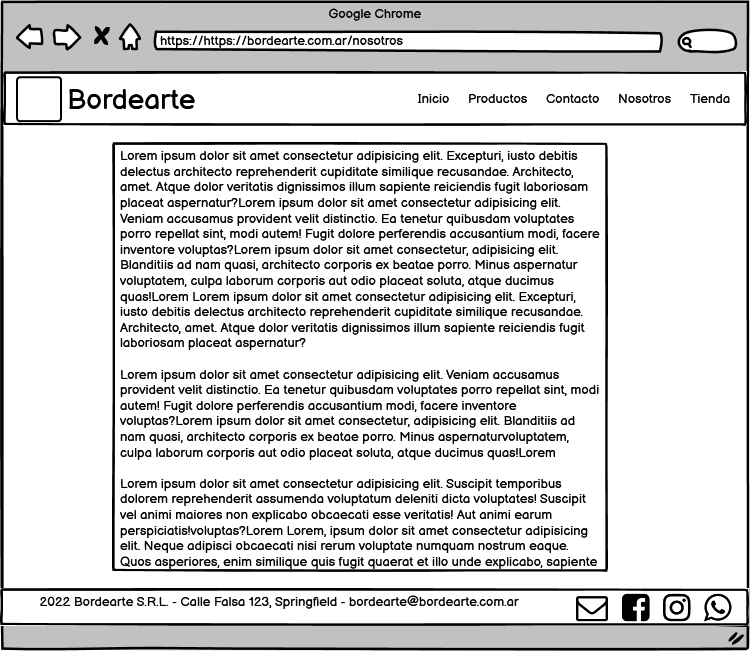 Google Chrome
https://https://bordearte.com.ar/nosotros
Bordearte
Inicio Productos Contacto Nosotros Tienda
Lorem ipsum dolor sit amet consectetur adipisicing elit. Excepturi, iusto debitis
delectus architecto reprehenderit cupiditate similique recusandae. Architecto,
amet. Atque dolor veritatis dignissimos illum sapiente reiciendis fugit laboriosam
placeat aspernatur?Lorem ipsum dolor sit amet consectetur adipisicing elit.
Veniam accusamus provident velit distinctio. Ea tenetur quibusdam voluptates
porro repellat sint, modi autem! Fugit dolore perferendis accusantium modi, facere
inventore voluptas?Lorem ipsum dolor sit amet consectetur, adipisicing elit.
Blanditiis ad nam quasi, architecto corporis ex beatae porro. Minus aspernatur
voluptatem, culpa laborum corporis aut odio placeat soluta, atque ducimus
quas!Lorem Lorem ipsum dolor sit amet consectetur adipisicing elit. Excepturi,
iusto debitis delectus architecto reprehenderit cupiditate similique recusandae.
Architecto, amet. Atque dolor veritatis dignissimos illum sapiente reiciendis fugit
laboriosam placeat aspernatur?
Lorem ipsum dolor sit amet consectetur adipisicing elit. Veniam accusamus
provident velit distinctio. Ea tenetur quibusdam voluptates porro repellat sint, modi
autem! Fugit dolore perferendis accusantium modi, facere inventore
voluptas?Lorem ipsum dolor sit amet consectetur, adipisicing elit. Blanditiis ad
nam quasi, architecto corporis ex beatae porro. Minus aspernaturvoluptatem,
culpa laborum corporis aut odio placeat soluta, atque ducimus quas!Lorem
Lorem ipsum dolor sit amet consectetur adipisicing elit. Suscipit temporibus
dolorem reprehenderit assumenda voluptatum deleniti dicta voluptates! Suscipit
vel animi maiores non explicabo obcaecati esse veritatis! Aut animi earum
perspiciatis!voluptas?Lorem Lorem, ipsum dolor sit amet consectetur adipisicing
elit. Neque adipisci obcaecati nisi rerum voluptate numquam nostrum eaque.
Quos asperiores, enim similique quis fugit quaerat et illo unde explicabo, sapiente
2022 Bordearte S.R.L. - Calle Falsa 123, Springfield - bordearte@bordearte.com.ar